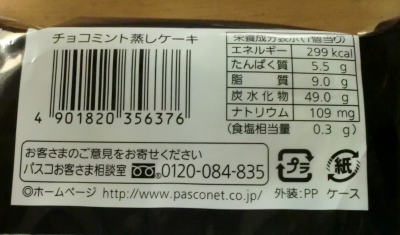 チョコミント蒸しケーキ
4 901820 356376
栄養成分表示(1個当り)
エネルギー 299 kcal
たんぱく質 5.5 g
脂質 9.0 g
炭水化物 49.0 g
ナトリウム 109 mg
(食塩相当量 0.3 g)
お客さまのご意見をお寄せください
パスコお客さま相談室 0120-084-835
◎ホームページ http://www.pasconet.co.jp/
プラ 紙
外装:PP ケース